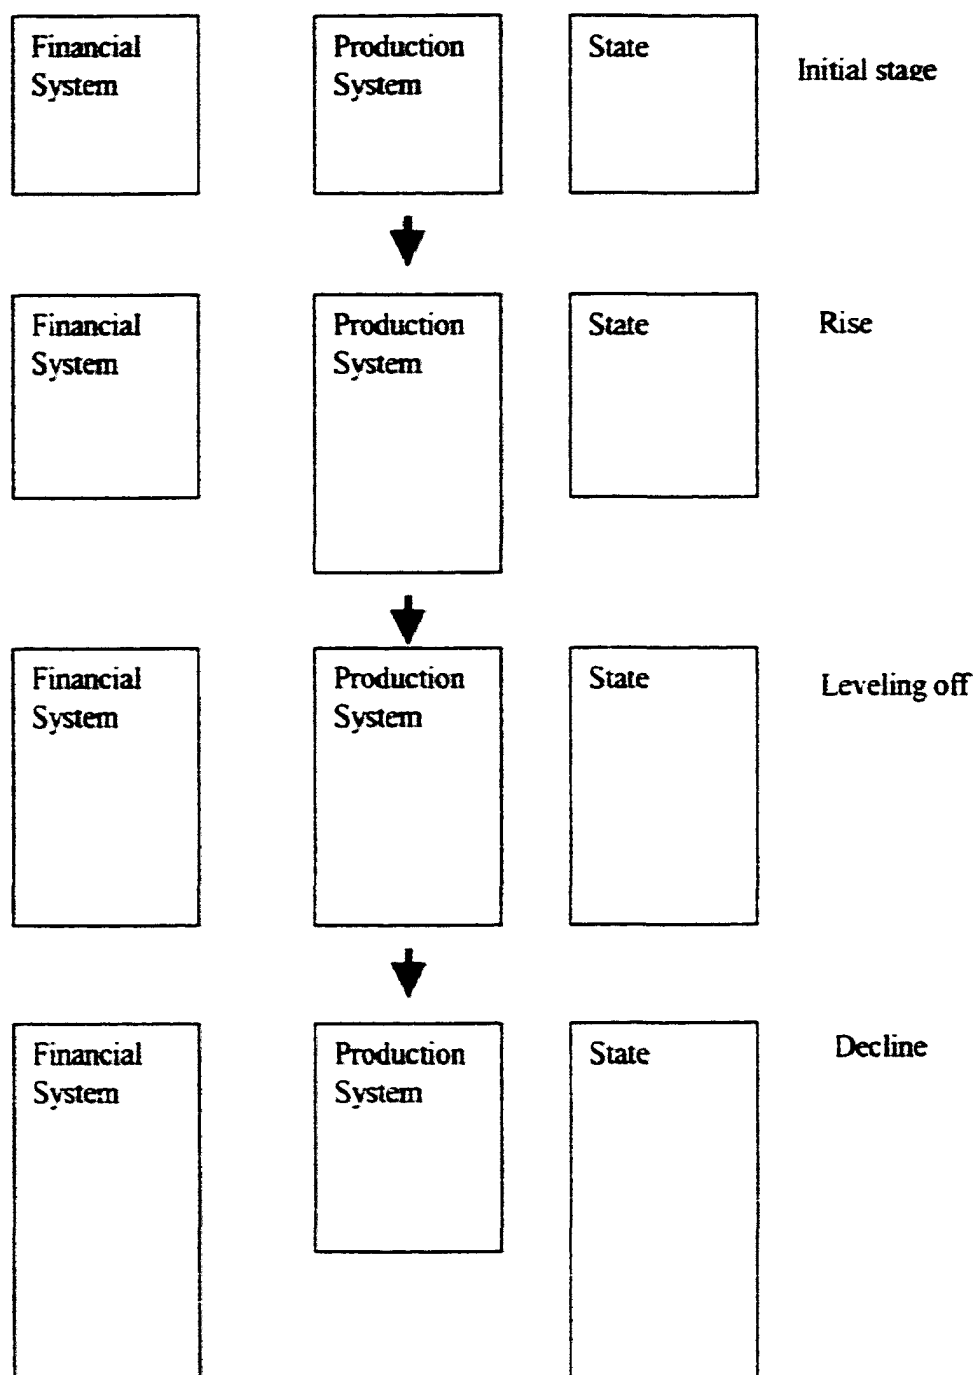 Financial
System
Production
System
State
Initial stage
Financial
System
Production
System
State
Rise
Financial
System
Production
System
State
Leveling off
Financial
System
Production
System
State
Decline